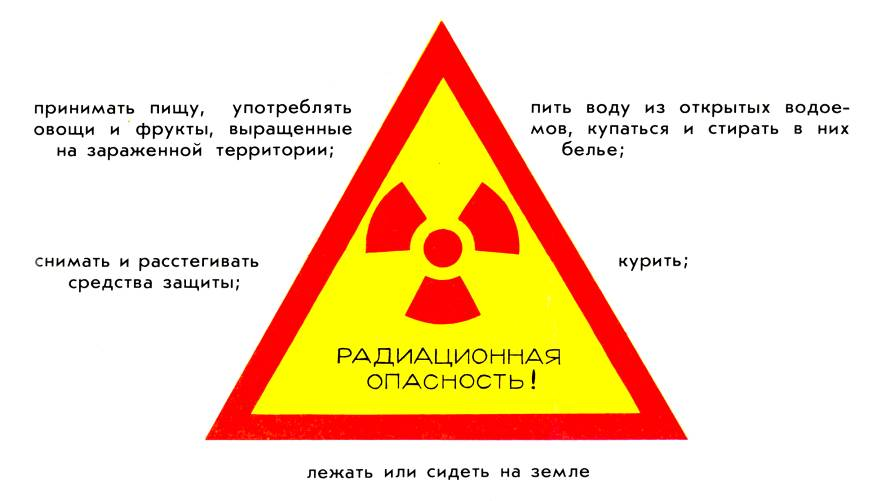 принимать пищу, употреблять
овощи и фрукты, выращенные
на зараженной территории;
пить воду из открытых водое-
мов, купаться и стирать в них
белье;
снимать и расстегивать
средства защиты;
курить;
РАДИАЦИОННАЯ
ОПАСНОСТЬ!
лежать или сидеть на земле